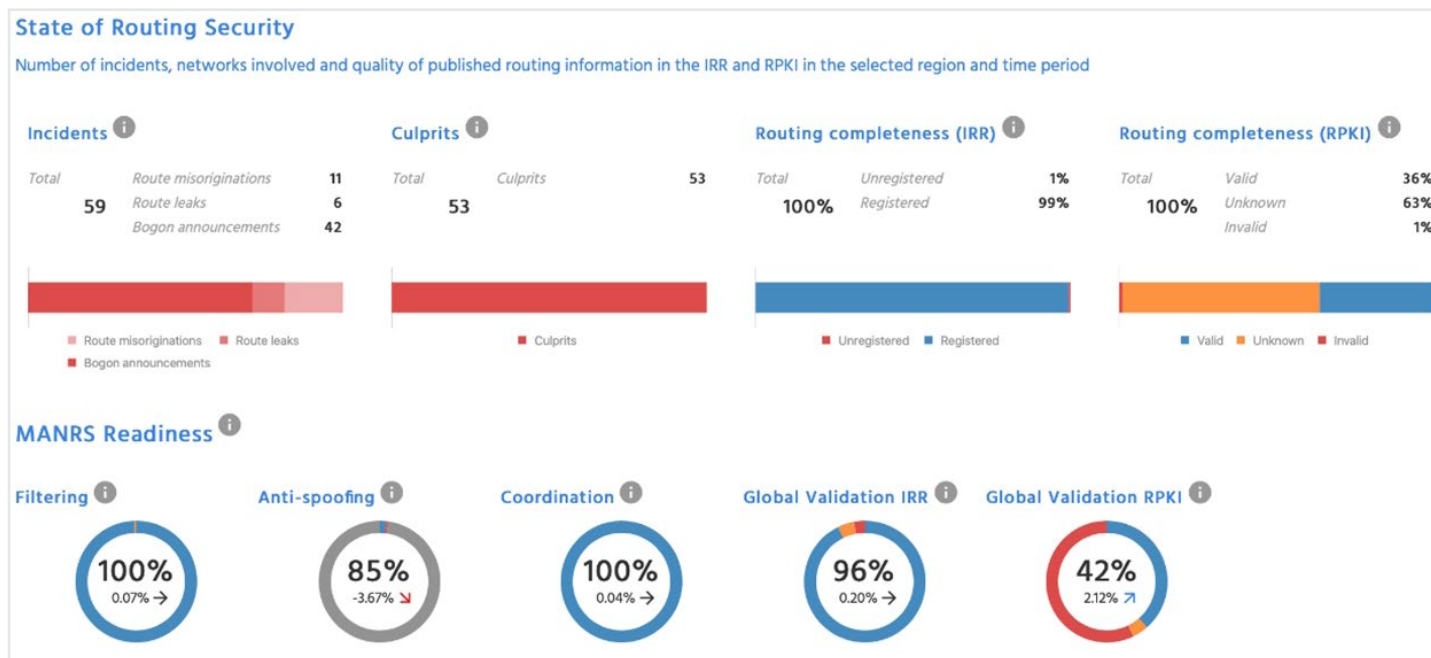 State of Routing Security
Number of incidents, networks involved and quality of published routing information in the IRR and RPKI in the selected region and time period
Incidents
Total
59
Route misoriginations 11
Route leaks 6
Bogon announcements 42
Route misoriginations Route leaks
Bogon announcements
Culprits
Total
53
Culprits 53
Culprits
Routing completeness (IRR)
Total
100%
Unregistered 1%
Registered 99%
Unregistered Registered
Routing completeness (RPKI)
Total
100%
Valid 36%
Unknown 63%
Invalid 1%
Valid Unknown Invalid
MANRS Readiness
Filtering
100%
0.07% →
Anti-spoofing
85%
-3.67% ↘
Coordination
100%
0.04% →
Global Validation IRR
96%
0.20% →
Global Validation RPKI
42%
2.12% ↗